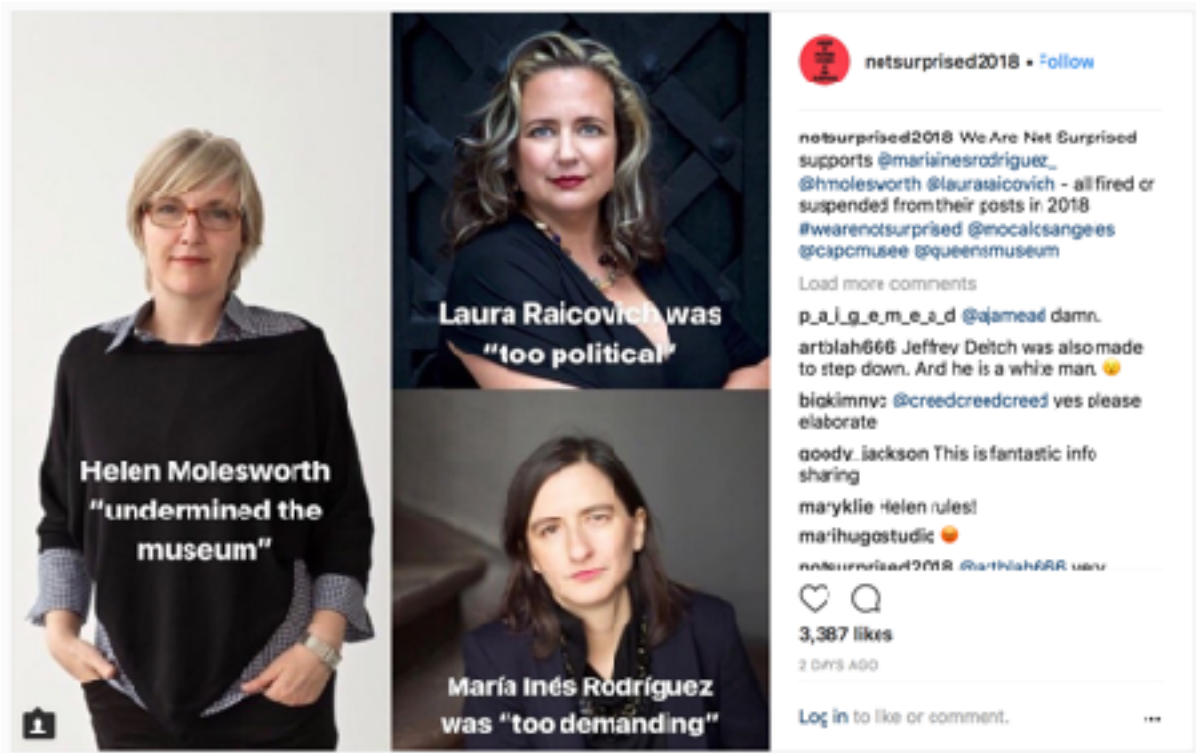 Helen Molesworth
"undermined the
museum"
Laura Raicovich was
"too political"
María Inés Rodríguez
was "too demanding"
netsurprised2018 • Follow
notsurprised2018 We Are Not Surprised
supports @mariainesrodriguez_
@hmolesworth @lauraraicovich - all fired or
suspended from their posts in 2018
#wearenotsurprised @mocalosangeles
@capcmusee @queensmuseum
Load more comments
p_a_i_g_e_m_e_a_d @ajamead damn.
artblah666 Jeffrey Deitch was also made
to step down. And he is a white man. 😮
bigkimnyc @creedcreedcreed yes please
elaborate
goody_jackson This is fantastic info
sharing
maryklie Helen rules!
marihugostudio 😡
notsurprised2018 @artblah666 very
3,387 likes
2 DAYS AGO
Log in to like or comment.